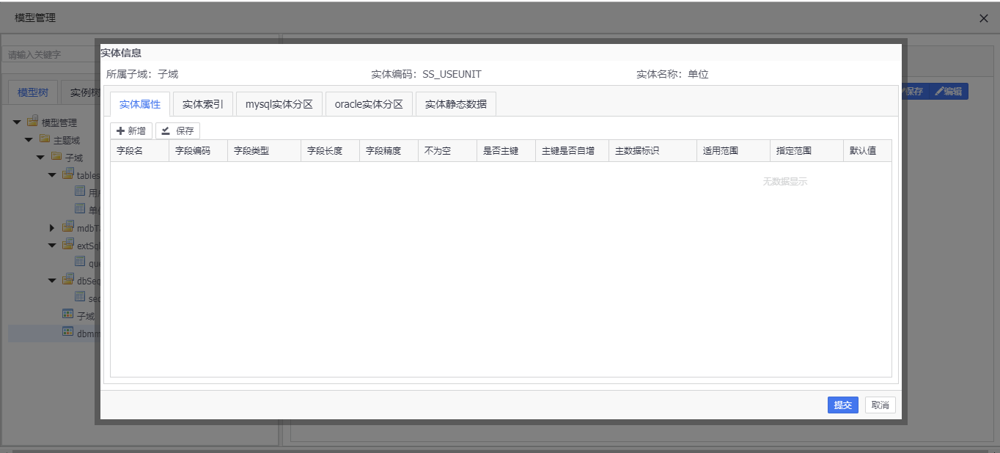 模型管理
请输入关键字
实体信息
所属子域：子域 实体编码：SS_USEUNIT 实体名称：单位
模型树 实例树
实体属性 实体索引 mysql实体分区 oracle实体分区 实体静态数据
保存 编辑
新增 保存
字段名 字段编码 字段类型 字段长度 字段精度 不为空 是否主键 主键是否自增 主数据标识 适用范围 指定范围 默认值
无数据显示
模型管理
主题域
子域
tables
用户
单位
mdbT
extSql
que
dbSeq
seq
子域
dbmm
提交 取消